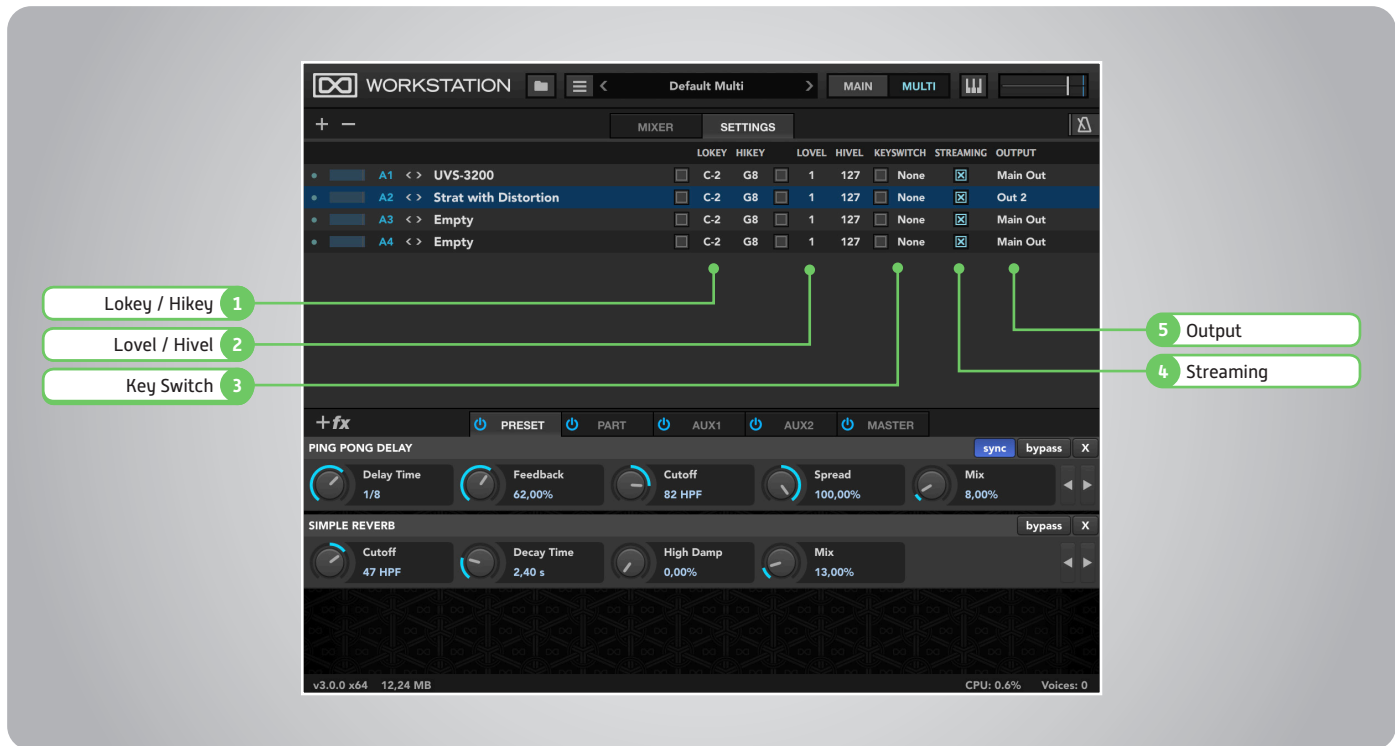 WORKSTATION < Default Multi > MAIN MULTI
+ − MIXER SETTINGS
LOKEY HIKEY LOVEL HIVEL KEYSWITCH STREAMING OUTPUT
A1 < > UVS-3200 C-2 G8 1 127 None Main Out
A2 < > Strat with Distortion C-2 G8 1 127 None Out 2
A3 < > Empty C-2 G8 1 127 None Main Out
A4 < > Empty C-2 G8 1 127 None Main Out
Lokey / Hikey 1
Lovel / Hivel 2
Key Switch 3
5 Output
4 Streaming
+fx PRESET PART AUX1 AUX2 MASTER
PING PONG DELAY sync bypass X
Delay Time Feedback Cutoff Spread Mix
1/8 62,00% 82 HPF 100,00% 8,00%
SIMPLE REVERB bypass X
Cutoff Decay Time High Damp Mix
47 HPF 2,40 s 0,00% 13,00%
v3.0.0 x64 12,24 MB CPU: 0.6% Voices: 0